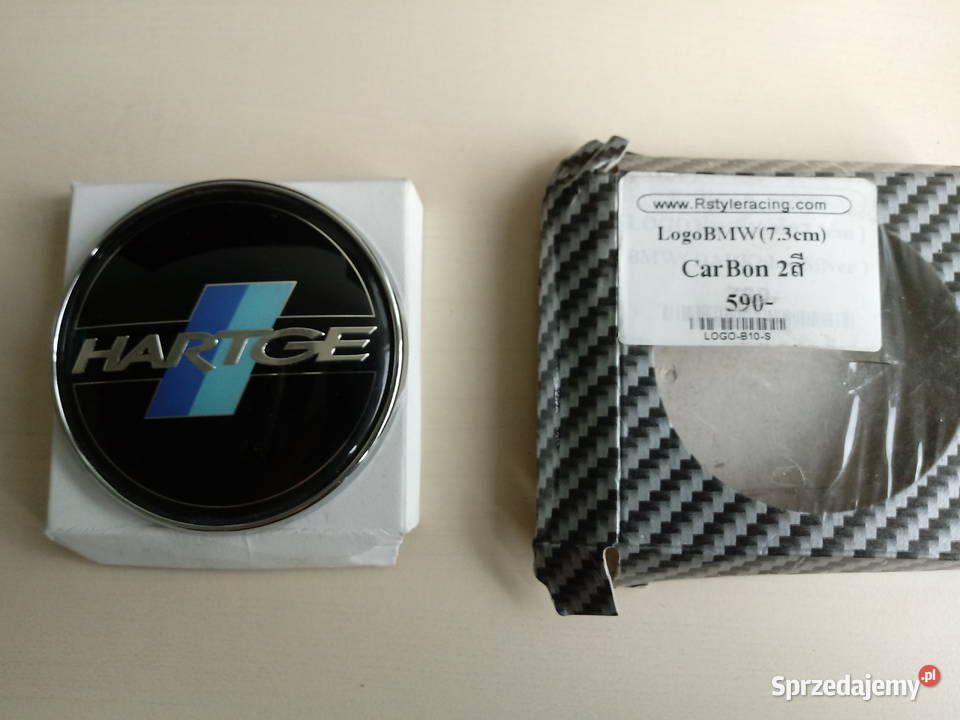 HARTGE
www.Rstyleracing.com
LogoBMW(7.3cm)
CarBon 2สี
590-
LOGO-B10-S
Sprzedajemy.pl